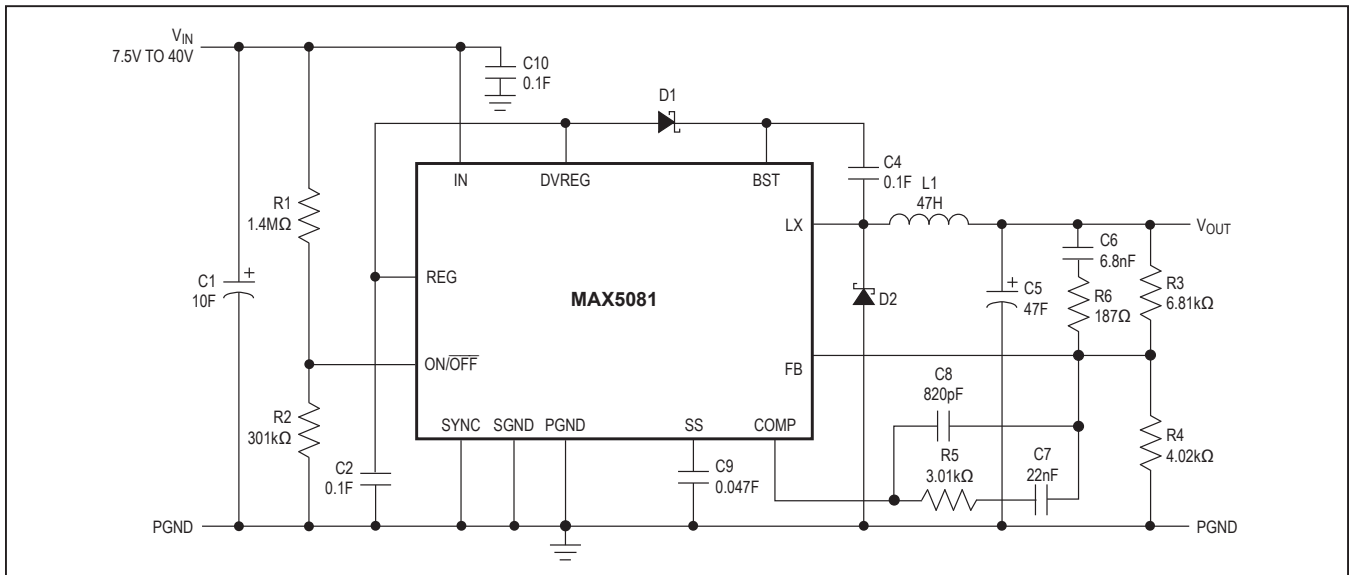 VIN
7.5V TO 40V
C10
0.1F
D1
IN
DVREG
BST
C4
0.1F
L1
47H
R1
1.4MΩ
LX
VOUT
C6
6.8nF
C1
10F
+
REG
MAX5081
D2
+
C5
47F
R6
187Ω
R3
6.81kΩ
ON/OFF
FB
C8
820pF
R2
301kΩ
SYNC
SGND
PGND
SS
COMP
R4
4.02kΩ
C2
0.1F
C9
0.047F
R5
3.01kΩ
C7
22nF
PGND
PGND